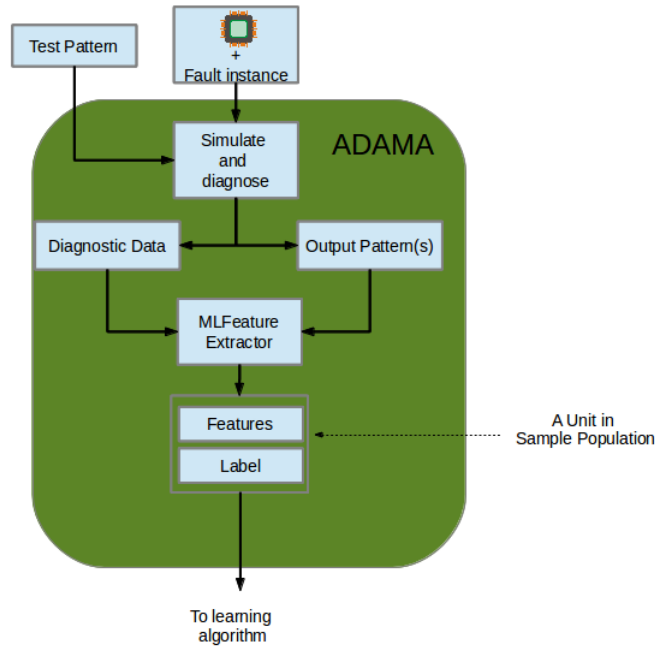 Test Pattern
+
Fault instance
ADAMA
Simulate
and
diagnose
Diagnostic Data
Output Pattern(s)
MLFeature
Extractor
Features
Label
A Unit in
Sample Population
To learning
algorithm